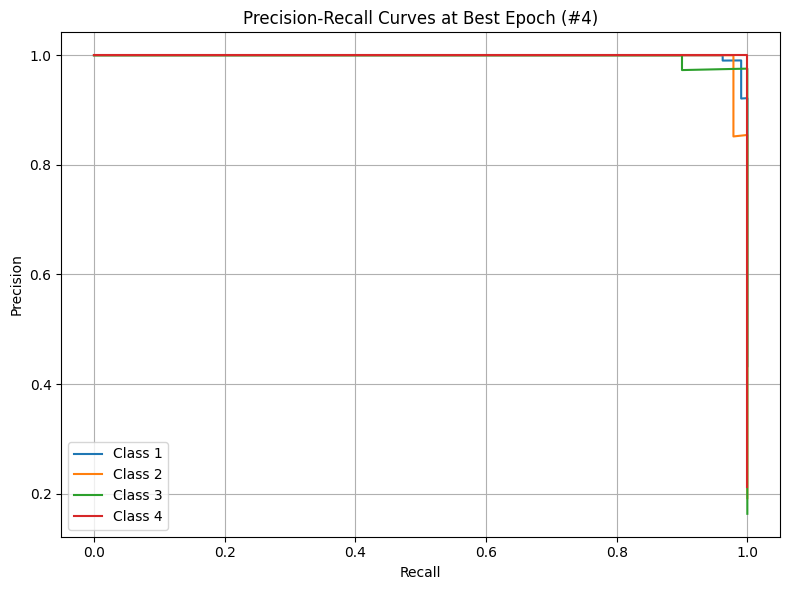 Precision-Recall Curves at Best Epoch (#4)
1.0
0.8
0.6
0.4
0.2
Precision
Class 1
Class 2
Class 3
Class 4
0.0
0.2
0.4
0.6
0.8
1.0
Recall